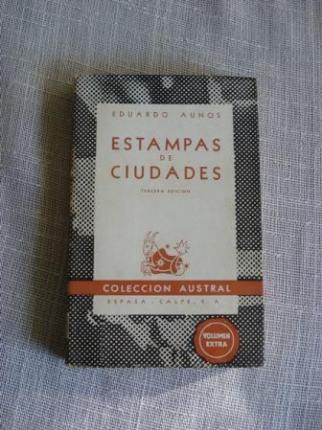 EDUARDO AUNOS
ESTAMPAS
DE
CIUDADES
TERCERA EDICION
COLECCION AUSTRAL
ESPASA - CALPE, S. A.
VOLUMEN
EXTRA